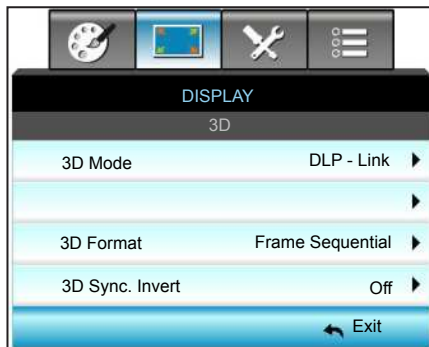 DISPLAY
3D
3D Mode DLP - Link
3D Format Frame Sequential
3D Sync. Invert Off
Exit